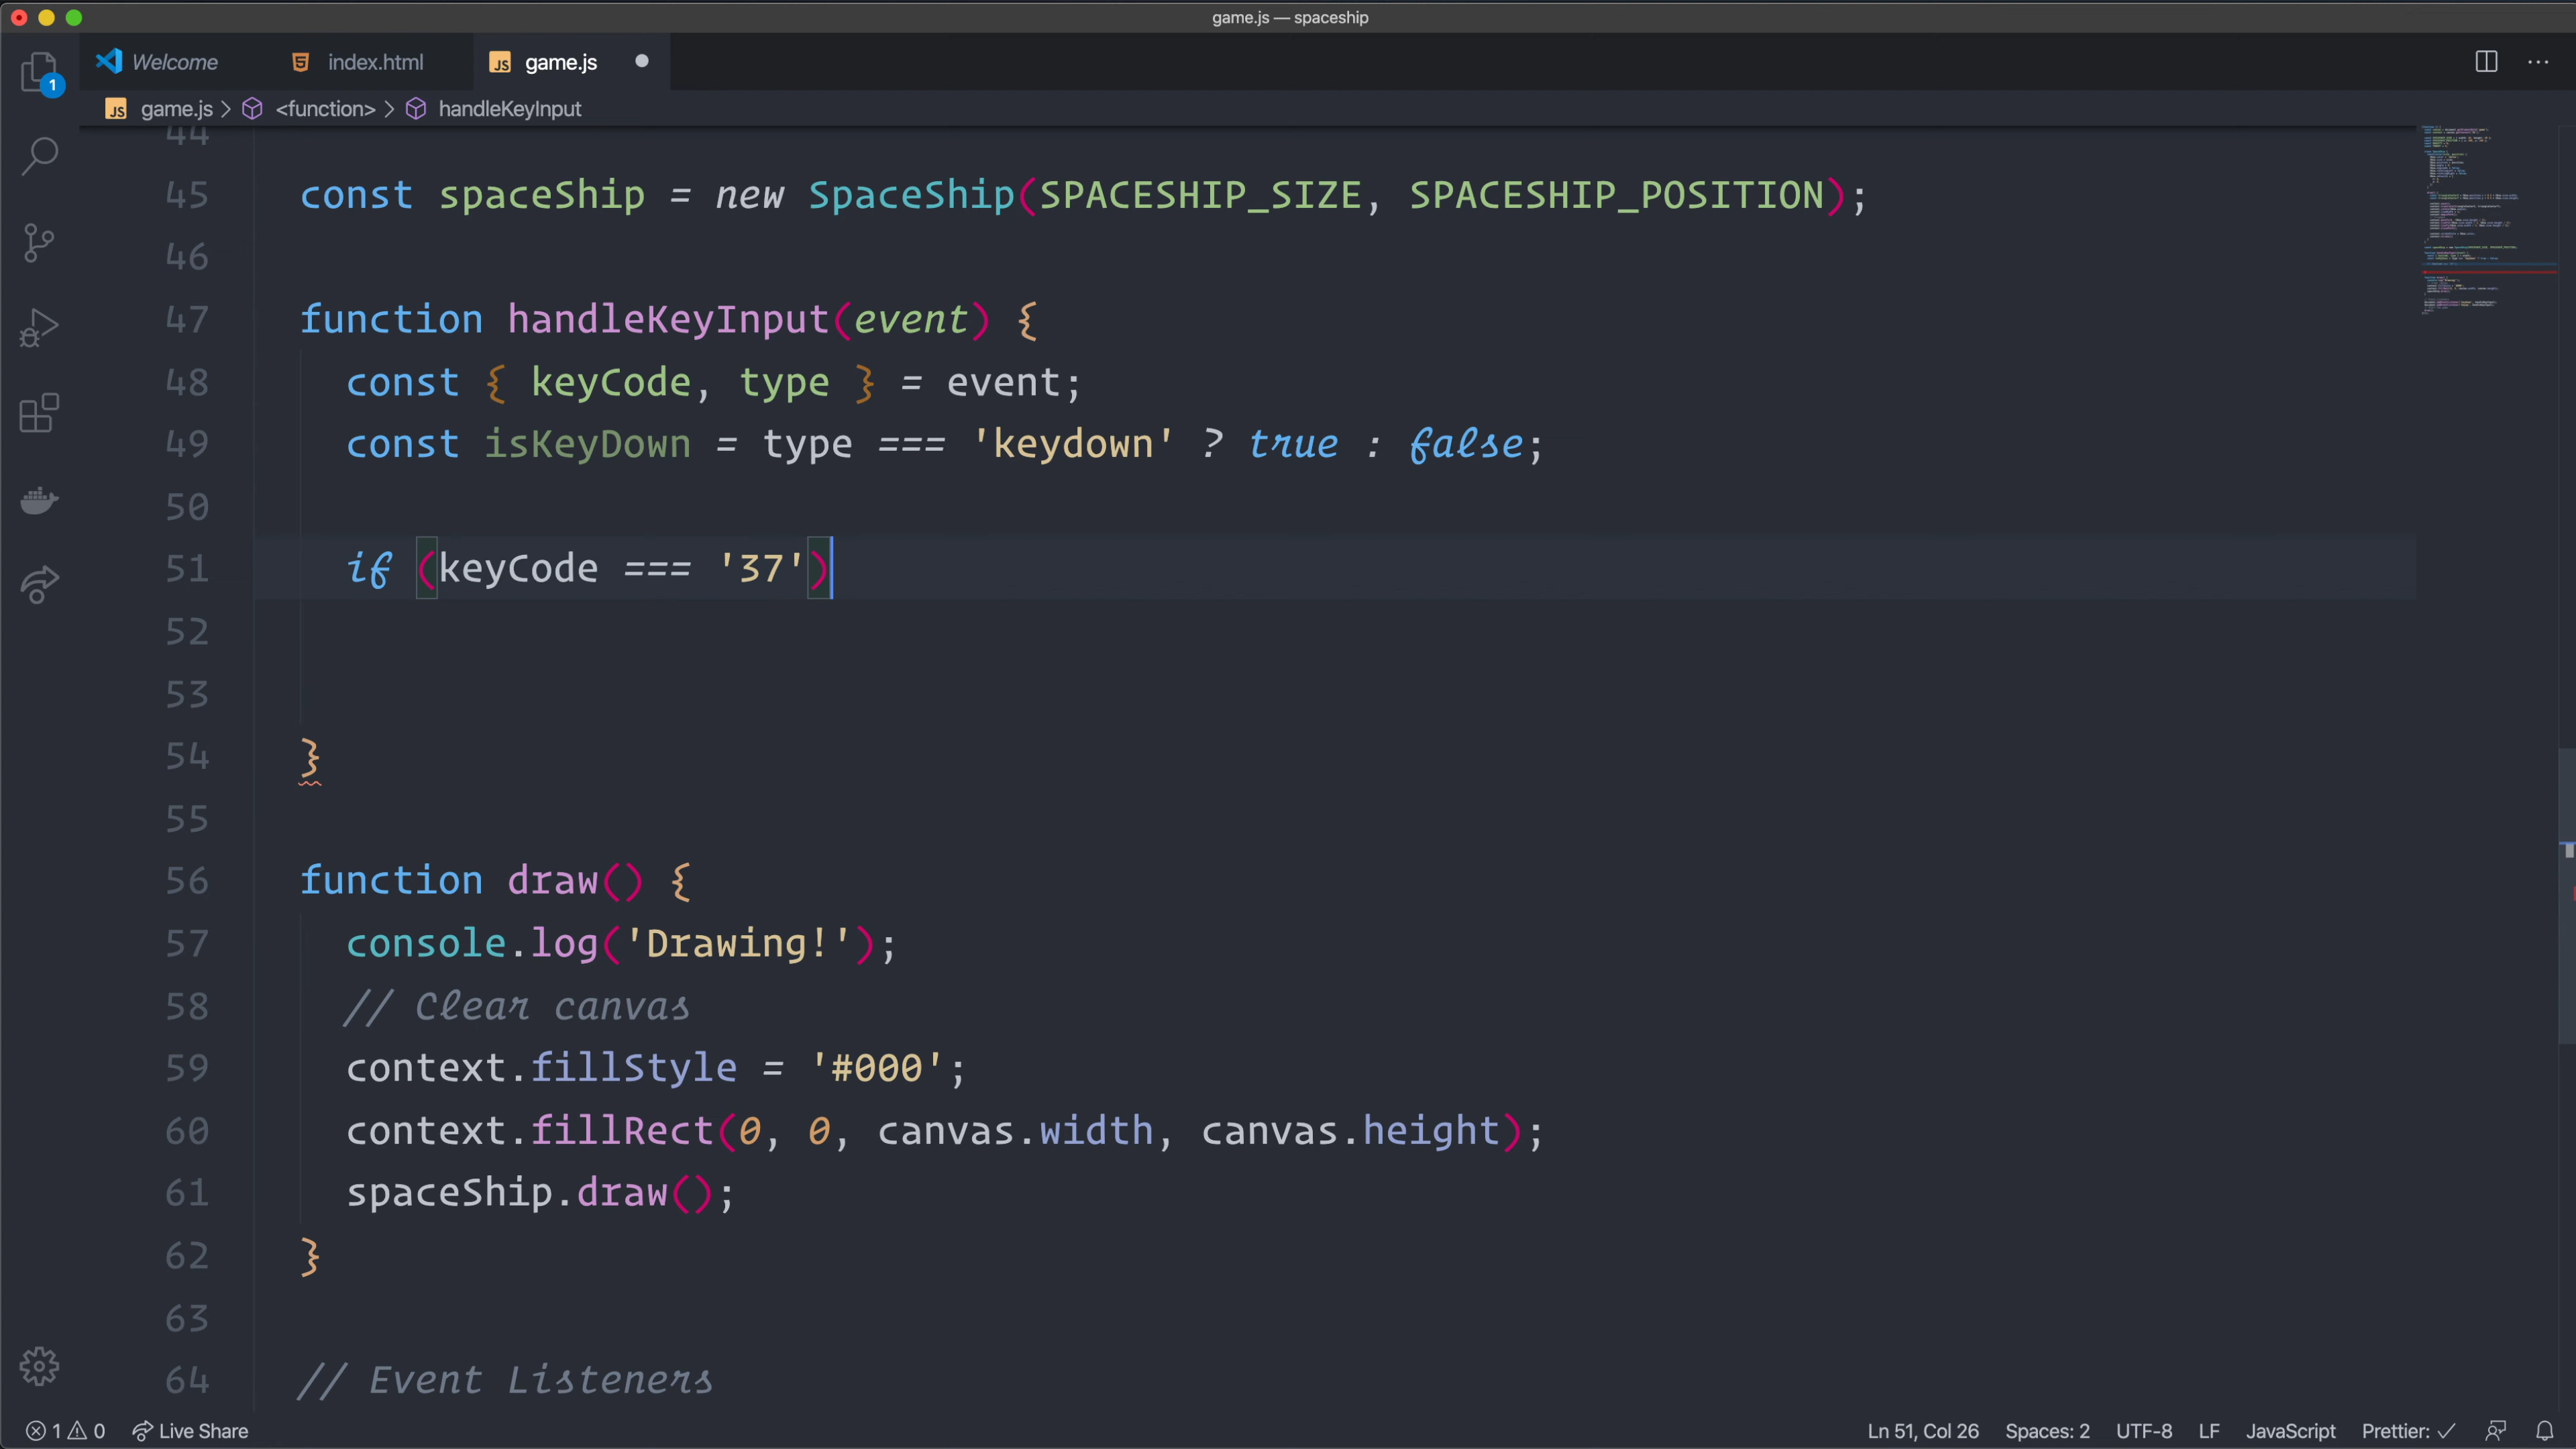 game.js — spaceship
Welcome
index.html
game.js
1
game.js > <function> > handleKeyInput
44
45 const spaceShip = new SpaceShip(SPACESHIP_SIZE, SPACESHIP_POSITION);
46
47 function handleKeyInput(event) {
48 const { keyCode, type } = event;
49 const isKeyDown = type === 'keydown' ? true : false;
50
51 if (keyCode === '37')
52
53
54 }
55
56 function draw() {
57 console.log('Drawing!');
58 // Clear canvas
59 context.fillStyle = '#000';
60 context.fillRect(0, 0, canvas.width, canvas.height);
61 spaceShip.draw();
62 }
63
64 // Event Listeners
1 0 Live Share Ln 51, Col 26 Spaces: 2 UTF-8 LF JavaScript Prettier: ✓